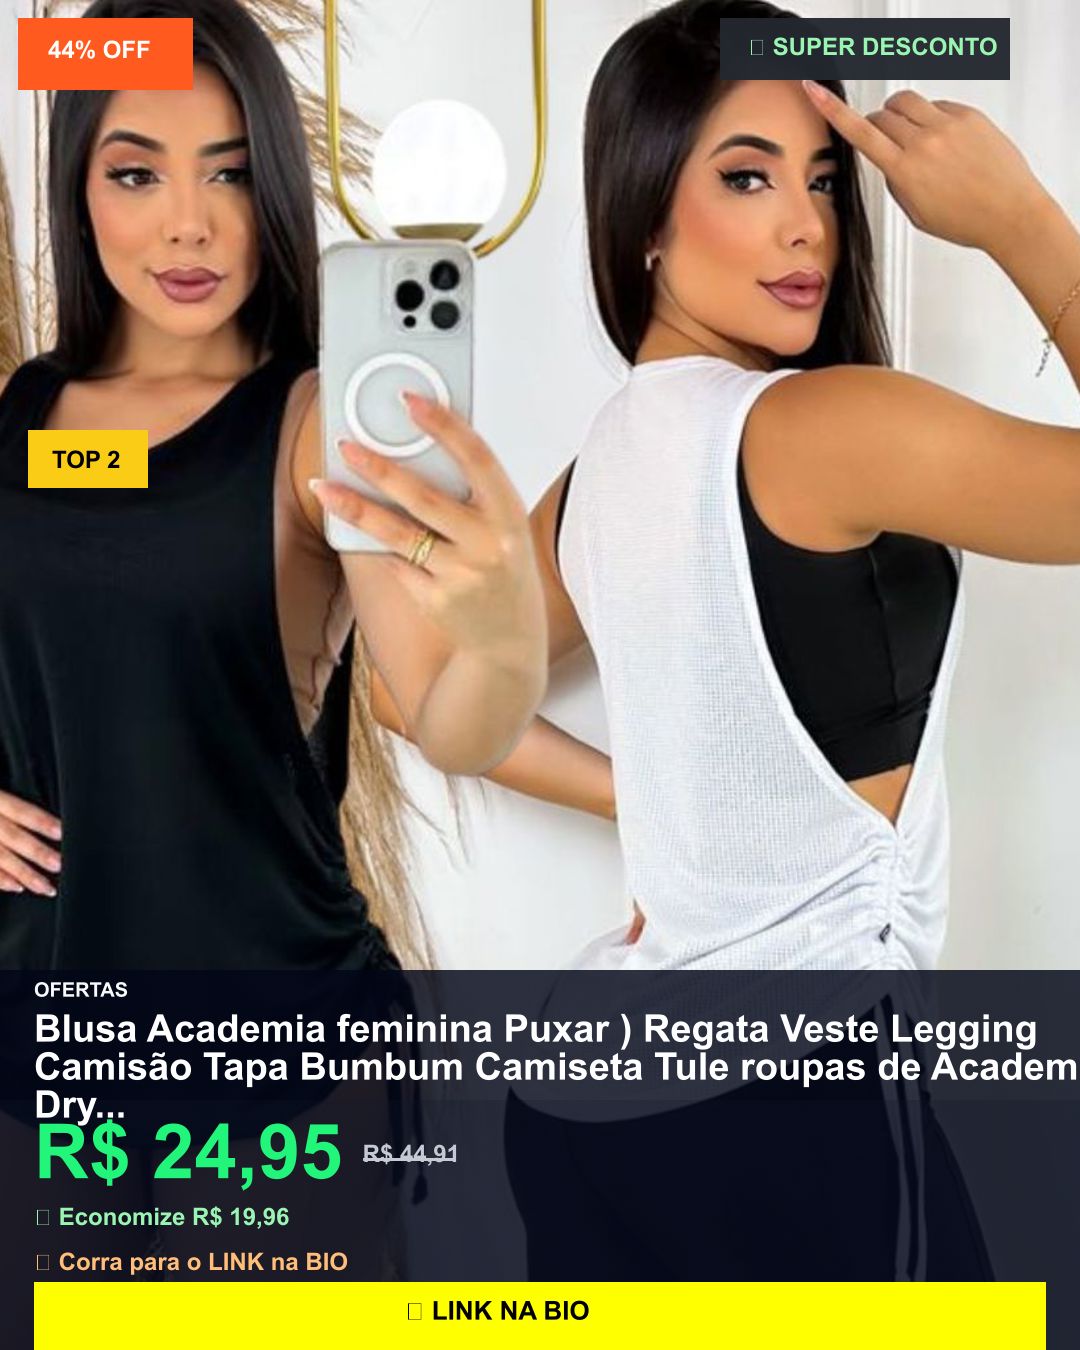 44% OFF
SUPER DESCONTO
TOP 2
OFERTAS
Blusa Academia feminina Puxar ) Regata Veste Legging
Camisão Tapa Bumbum Camiseta Tule roupas de Academ
Dry...
R$ 24,95 R$ 44,91
Economize R$ 19,96
Corra para o LINK na BIO
LINK NA BIO